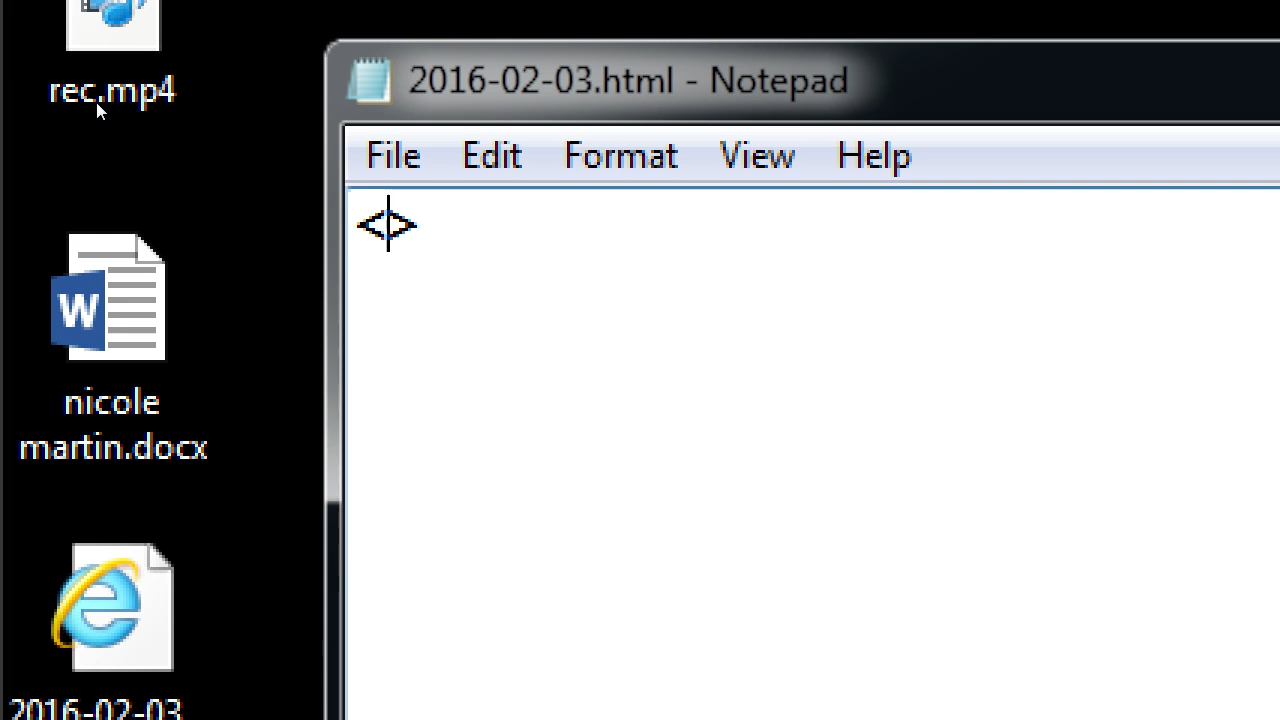 rec.mp4
nicole
martin.docx
2016-02-03
2016-02-03.html - Notepad
File Edit Format View Help
<>